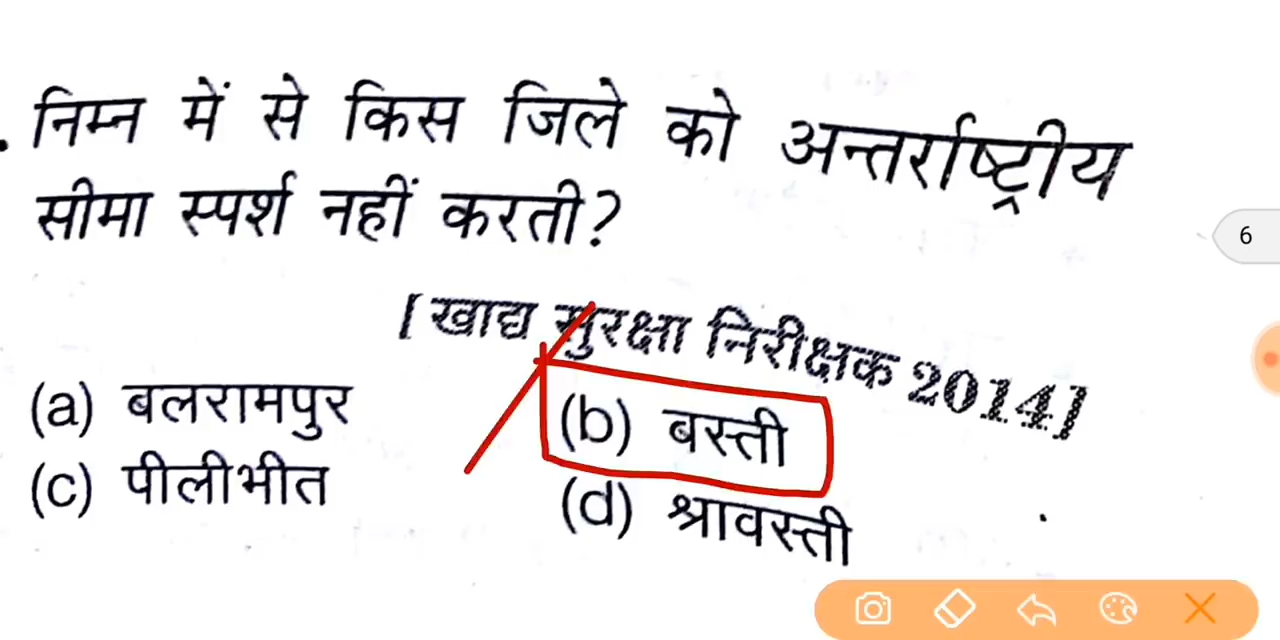 . निम्न में से किस जिले को अन्तर्राष्ट्रीय
सीमा स्पर्श नहीं करती?
[खाद्य सुरक्षा निरीक्षक 2014]
(a) बलरामपुर (b) बस्ती
(c) पीलीभीत (d) श्रावस्ती
6